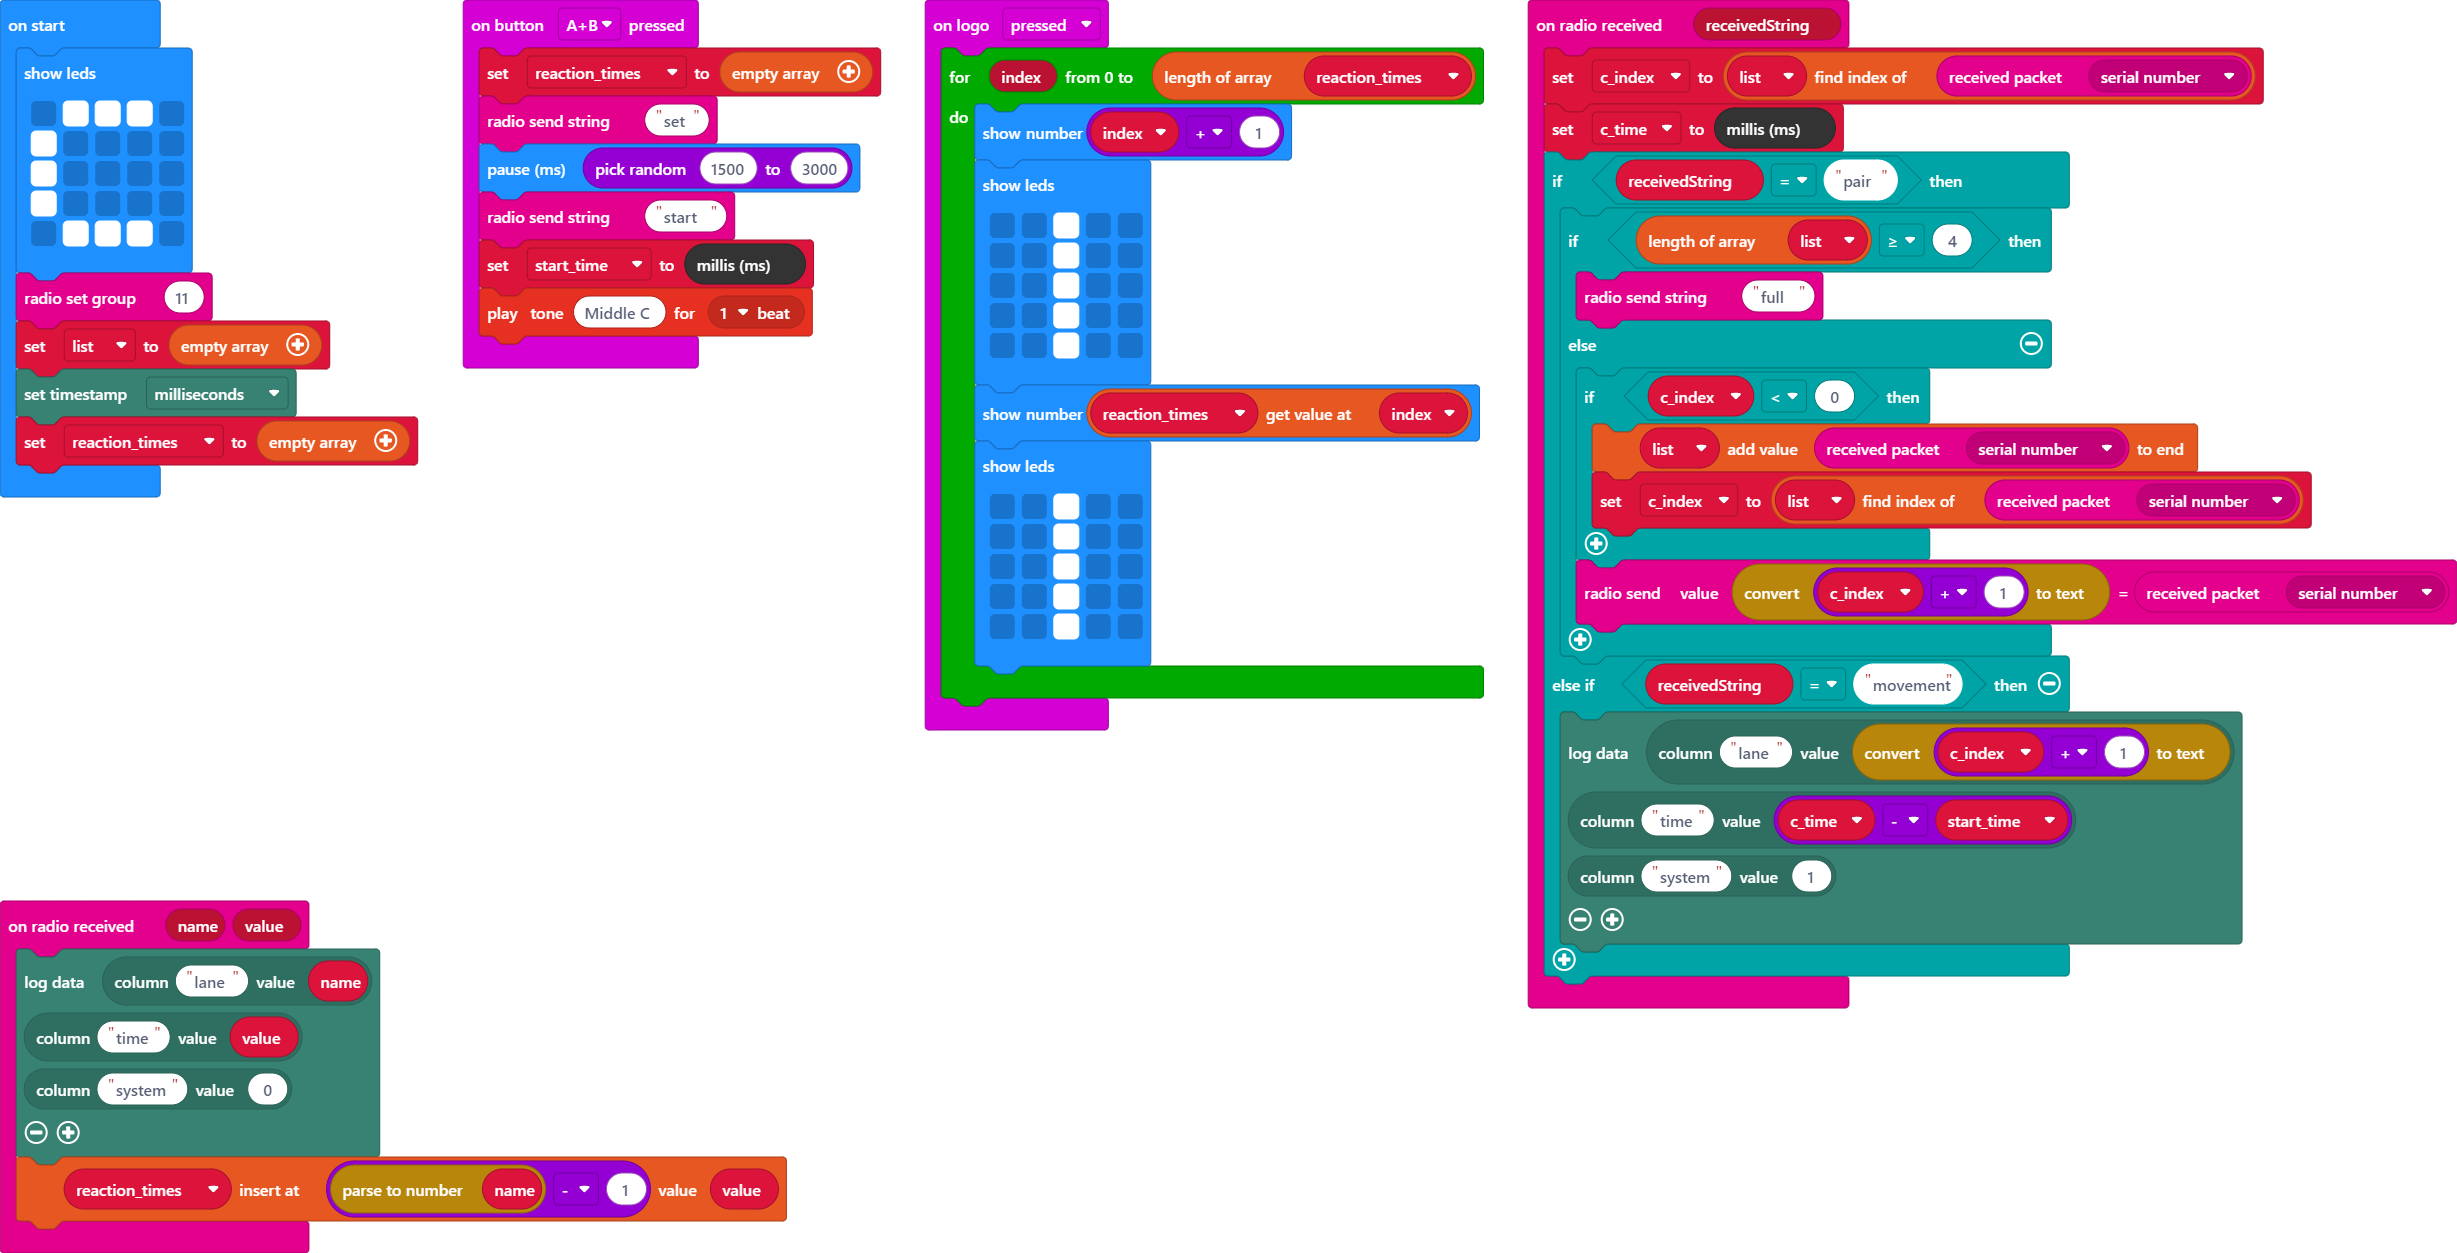 on start
show leds
radio set group 11
set list to empty array
set timestamp milliseconds
set reaction_times to empty array
on button A+B pressed
set reaction_times to empty array
radio send string "set"
pause (ms) pick random 1500 to 3000
radio send string "start"
set start_time to millis (ms)
play tone Middle C for 1 beat
on logo pressed
for index from 0 to length of array reaction_times
do
show number index + 1
show leds
show number reaction_times get value at index
show leds
on radio received receivedString
set c_index to list find index of received packet serial number
set c_time to millis (ms)
if receivedString = "pair" then
if length of array list ≥ 4 then
radio send string "full"
else
if c_index < 0 then
list add value received packet serial number to end
set c_index to list find index of received packet serial number
radio send value convert c_index + 1 to text = received packet serial number
else if receivedString = "movement" then
log data column "lane" value convert c_index + 1 to text
column "time" value c_time - start_time
column "system" value 1
on radio received name value
log data column "lane" value name
column "time" value value
column "system" value 0
reaction_times insert at parse to number name - 1 value value